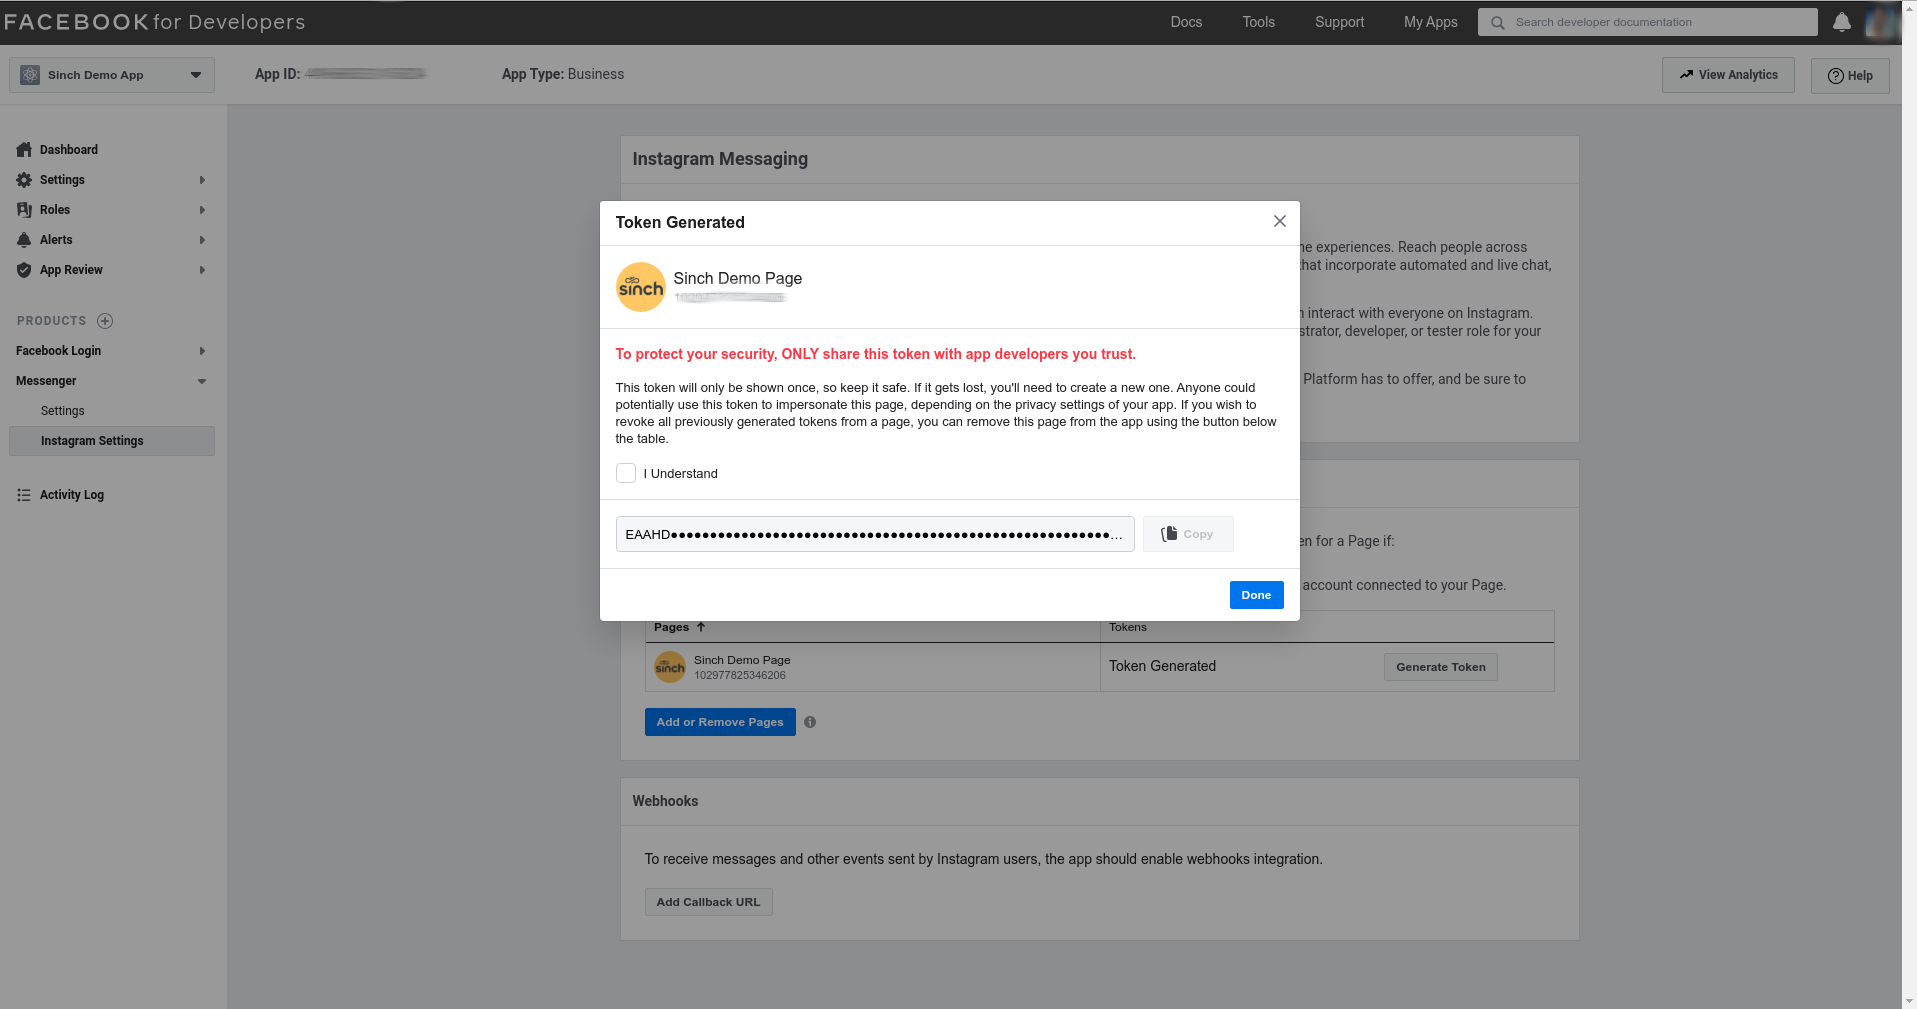 FACEBOOK for Developers
Docs
Tools
Support
My Apps
Search developer documentation
Sinch Demo App
App ID:
App Type: Business
View Analytics
Help
Dashboard
Settings
Roles
Alerts
App Review
PRODUCTS
Facebook Login
Messenger
Settings
Instagram Settings
Activity Log
Instagram Messaging
e experiences. Reach people across
that incorporate automated and live chat,
interact with everyone on Instagram.
strator, developer, or tester role for your
Platform has to offer, and be sure to
Token Generated
sinch
Sinch Demo Page
To protect your security, ONLY share this token with app developers you trust.
This token will only be shown once, so keep it safe. If it gets lost, you'll need to create a new one. Anyone could
potentially use this token to impersonate this page, depending on the privacy settings of your app. If you wish to
revoke all previously generated tokens from a page, you can remove this page from the app using the button below
the table.
I Understand
EAAHD●●●●●●●●●●●●●●●●●●●●●●●●●●●●●●●●●●●●●●●●●●●●●●●●●●●●●●●●...
Copy
Done
en for a Page if:
account connected to your Page.
Pages
Tokens
sinch
Sinch Demo Page
102977825346206
Token Generated
Generate Token
Add or Remove Pages
Webhooks
To receive messages and other events sent by Instagram users, the app should enable webhooks integration.
Add Callback URL